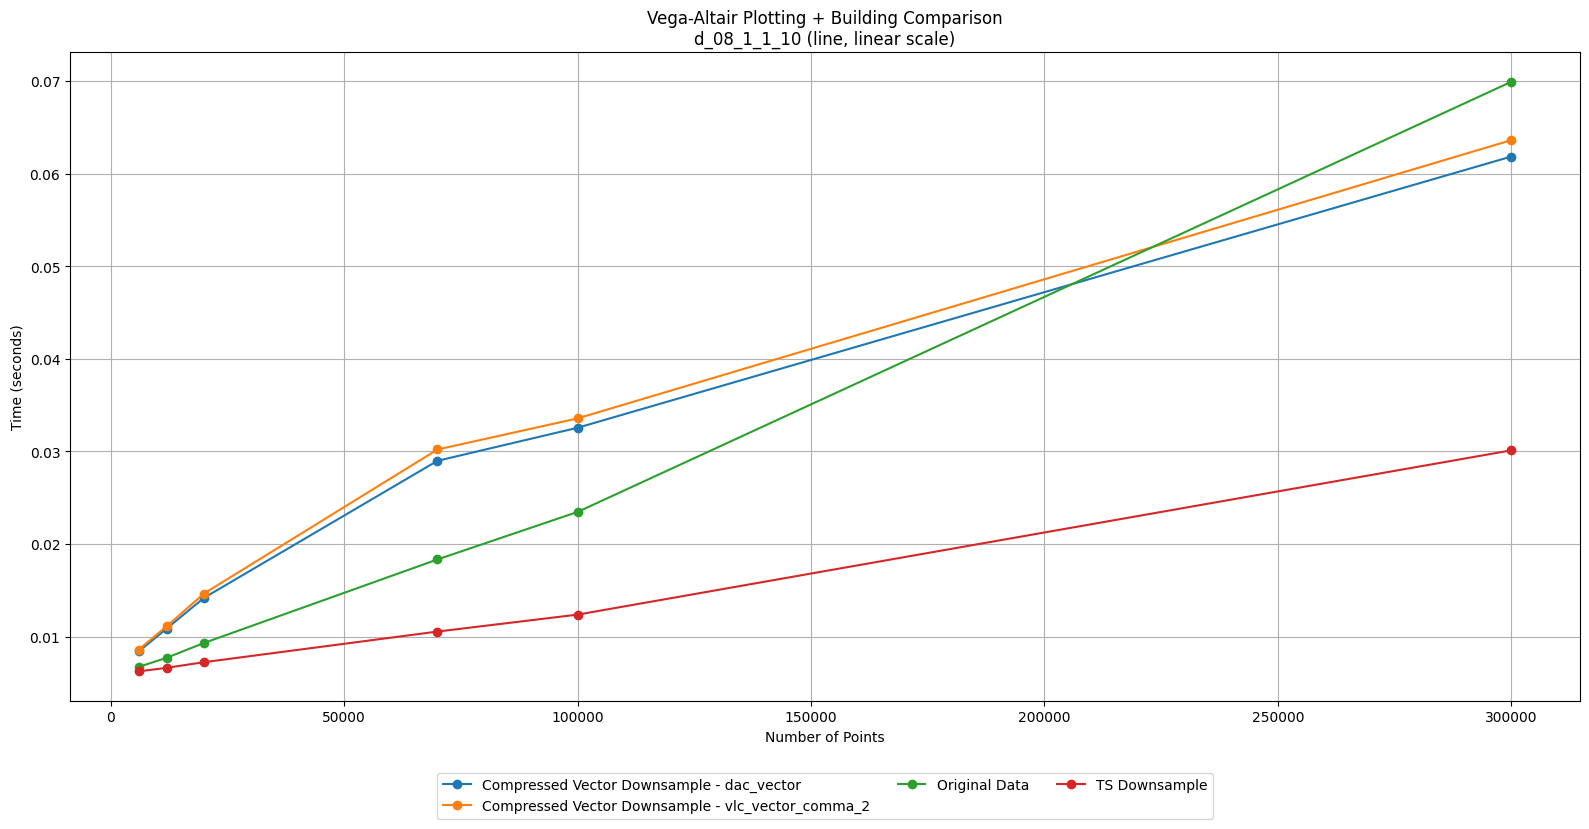 Vega-Altair Plotting + Building Comparison
d_08_1_1_10 (line, linear scale)
0.07
0.06
0.05
0.04
0.03
0.02
0.01
Time (seconds)
0 50000 100000 150000 200000 250000 300000
Number of Points
Compressed Vector Downsample - dac_vector Original Data TS Downsample
Compressed Vector Downsample - vlc_vector_comma_2